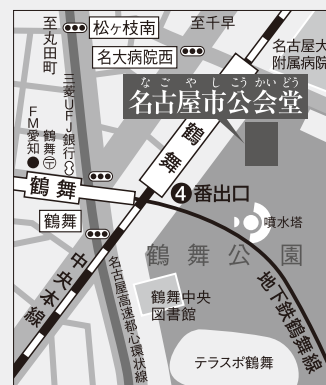 至丸田町
松ヶ枝南
至千早
名大病院西
名古屋大
附属病院
三菱UFJ銀行
FM愛知
鶴舞〒
なごやしこうかいどう
名古屋市公会堂
鶴舞
鶴舞
鶴舞
❹番出口
噴水塔
鶴舞公園
中央本線
名古屋高速都心環状線
鶴舞中央
図書館
地下鉄鶴舞線
テラスポ鶴舞